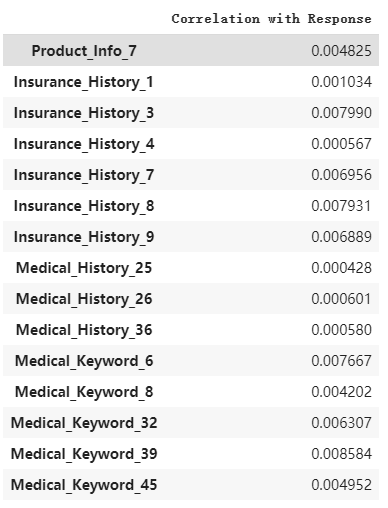 Correlation with Response
Product_Info_7 0.004825
Insurance_History_1 0.001034
Insurance_History_3 0.007990
Insurance_History_4 0.000567
Insurance_History_7 0.006956
Insurance_History_8 0.007931
Insurance_History_9 0.006889
Medical_History_25 0.000428
Medical_History_26 0.000601
Medical_History_36 0.000580
Medical_Keyword_6 0.007667
Medical_Keyword_8 0.004202
Medical_Keyword_32 0.006307
Medical_Keyword_39 0.008584
Medical_Keyword_45 0.004952